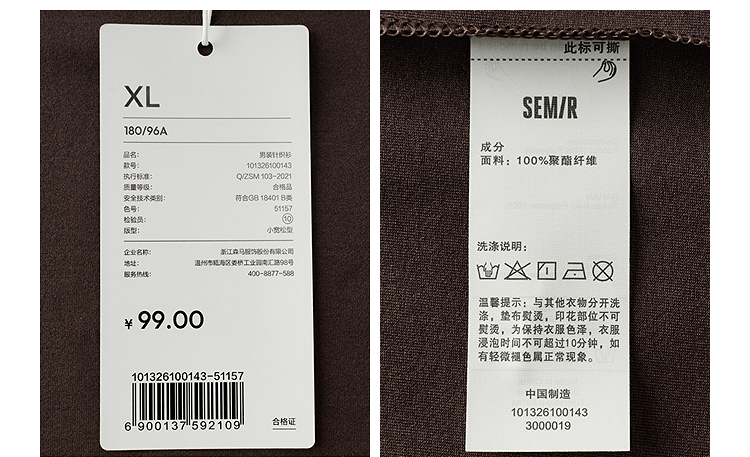 XL
180/96A
品名: 男装针织衫
款号: 101326100143
执行标准: Q/ZSM 103-2021
质量等级: 合格品
安全技术类别: 符合GB 18401 B类
色号: 51157
检验员: 10
版型: 小宽松型
企业名称: 浙江森马服饰股份有限公司
地址: 温州市瓯海区娄桥工业园南汇路98号
服务热线: 400-8877-588
¥ 99.00
101326100143-51157
6 900137 592109
合格证
此标可撕
SEM/R
成分
面料: 100%聚酯纤维
洗涤说明:
温馨提示: 与其他衣物分开洗
涤, 垫布熨烫, 印花部位不可
熨烫, 为保持衣服色泽, 衣服
浸泡时间不可超过10分钟, 如
有轻微褪色属正常现象。
中国制造
101326100143
3000019